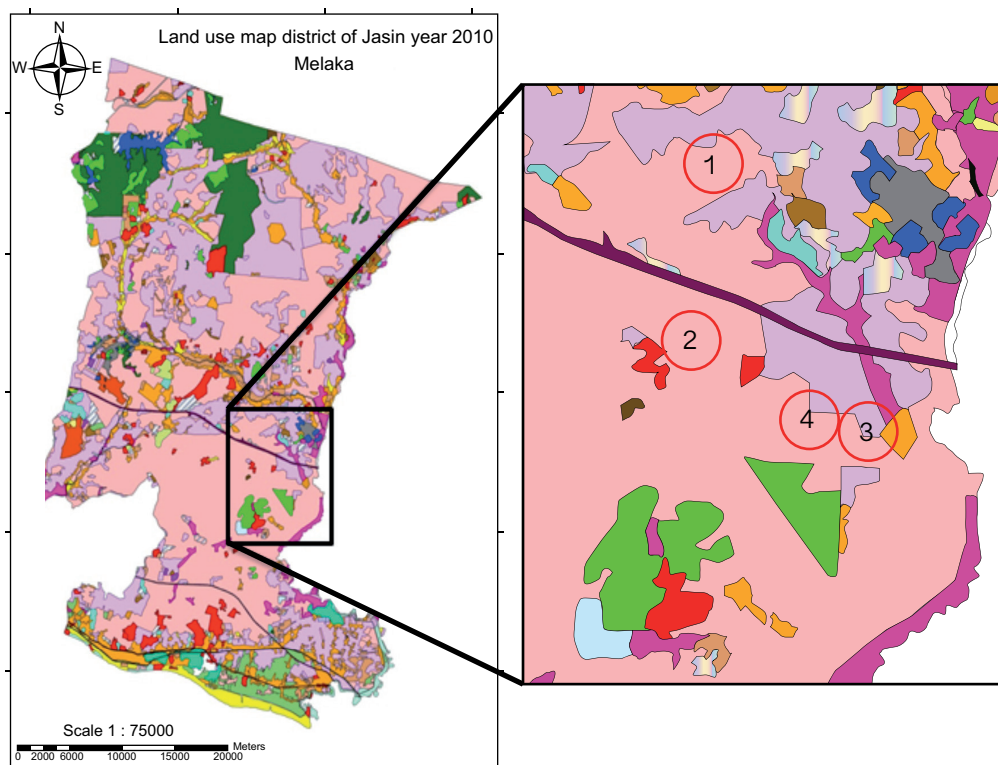 Land use map district of Jasin year 2010
Melaka
N
W E
S
1
2
4 3
Scale 1 : 75000
Meters
0 2000 6000 10000 15000 20000